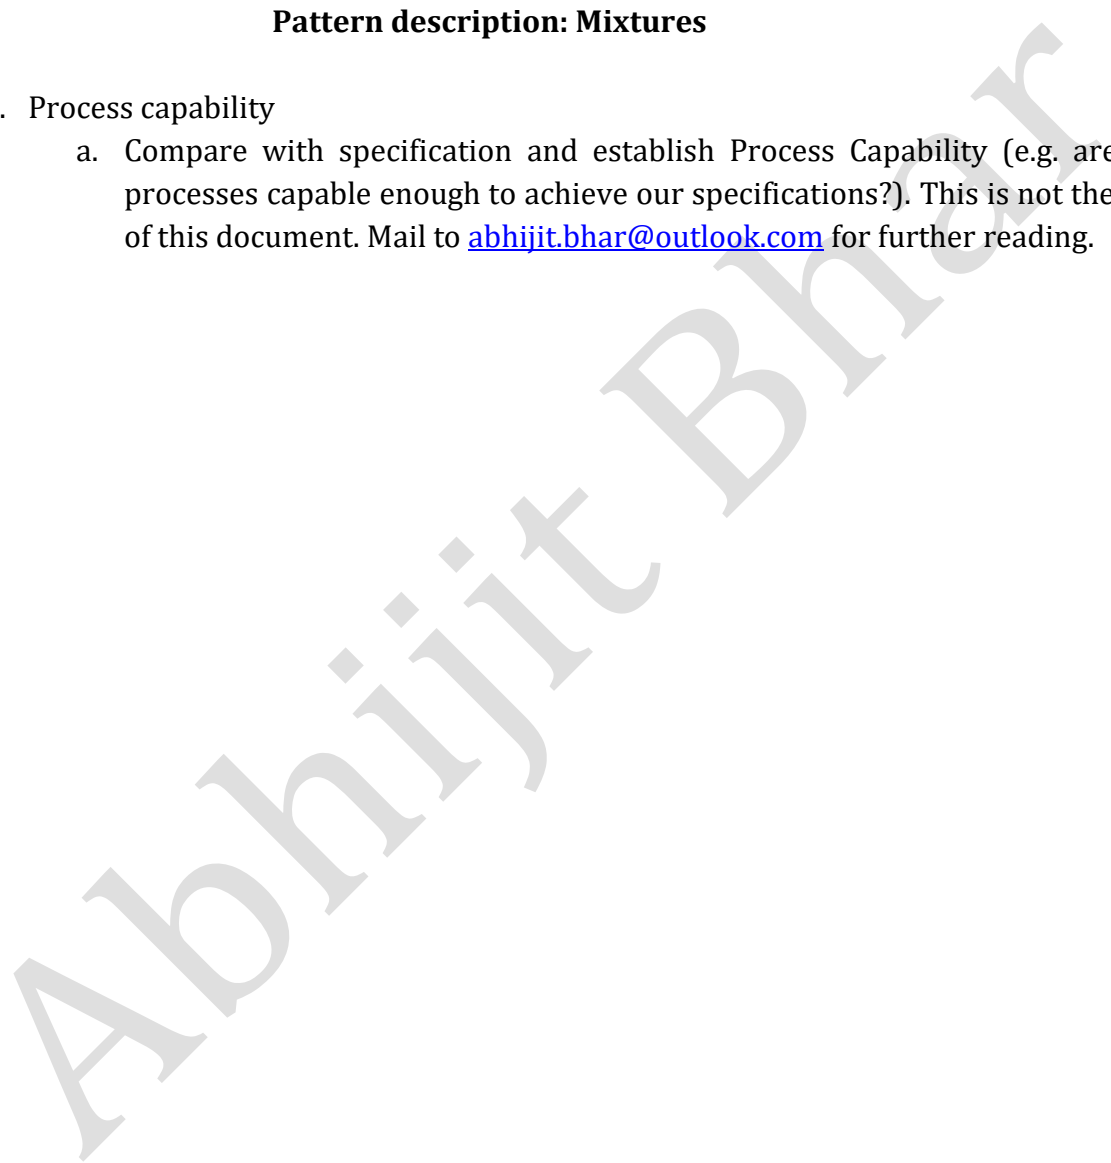 Pattern description: Mixtures
. Process capability
a. Compare with specification and establish Process Capability (e.g. are
processes capable enough to achieve our specifications?). This is not the
of this document. Mail to abhijit.bhar@outlook.com for further reading.
Abhijit Bhar